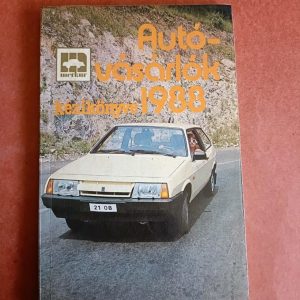 Autó-
vásárlók
kézikönyve 1988
merkur
21 08